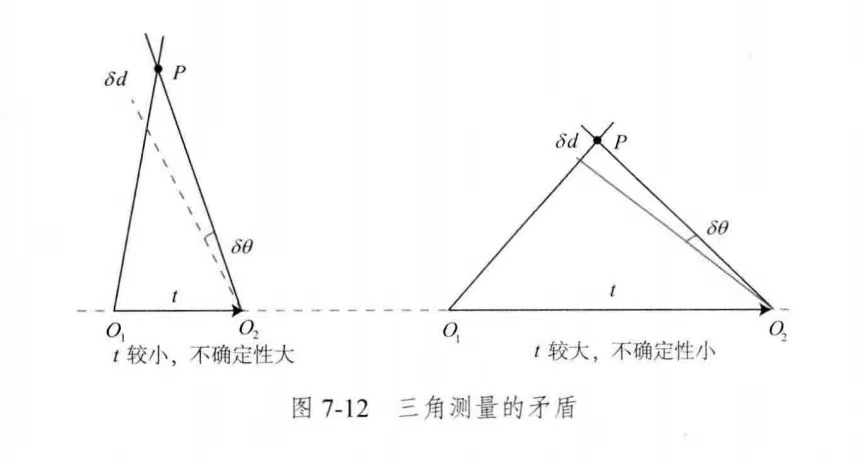 P
δd
δθ
t
O₁
O₂
t 较小，不确定性大
P
δd
δθ
t
O₁
O₂
t 较大，不确定性小
图 7-12 三角测量的矛盾